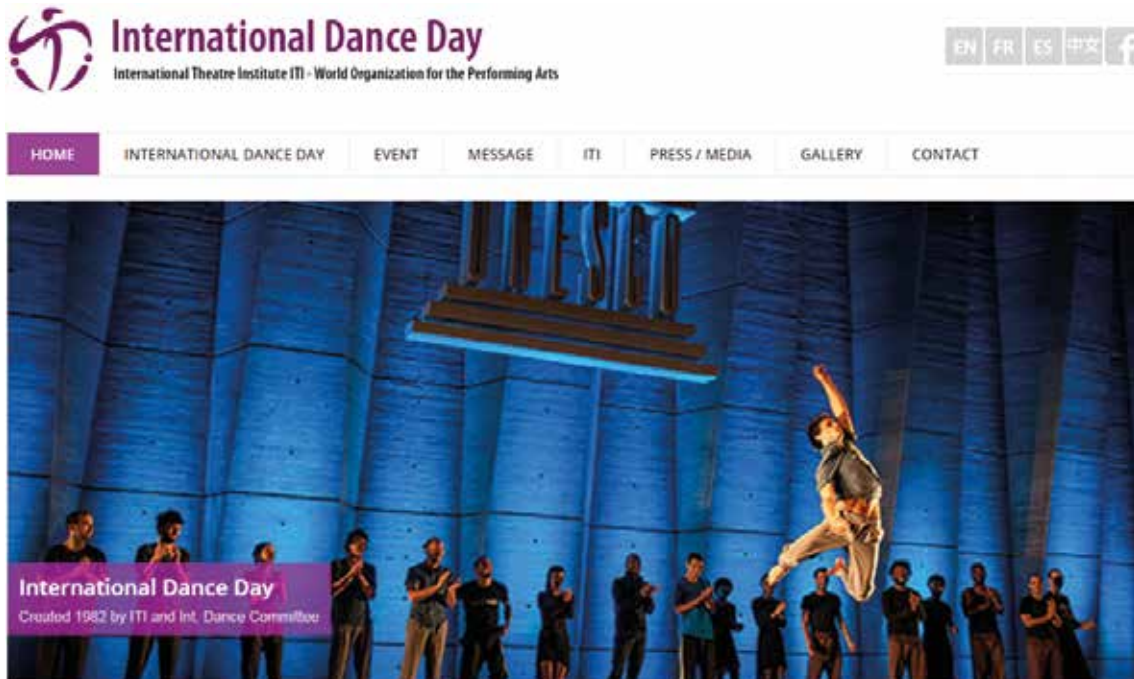 International Dance Day
International Theatre Institute ITI - World Organization for the Performing Arts
EN FR ES 中文 f
HOME INTERNATIONAL DANCE DAY EVENT MESSAGE ITI PRESS / MEDIA GALLERY CONTACT
UNESCO
International Dance Day
Created 1982 by ITI and Int. Dance Committee